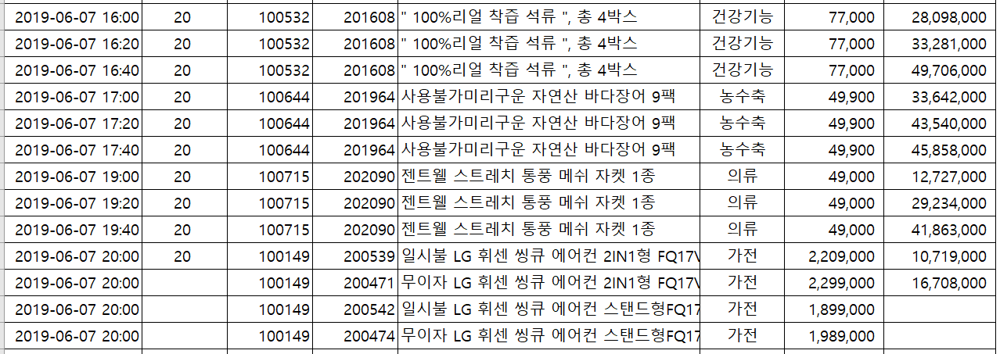 2019-06-07 16:00 20 100532 201608 " 100%리얼 착즙 석류 ", 총 4박스 건강기능 77,000 28,098,000
2019-06-07 16:20 20 100532 201608 " 100%리얼 착즙 석류 ", 총 4박스 건강기능 77,000 33,281,000
2019-06-07 16:40 20 100532 201608 " 100%리얼 착즙 석류 ", 총 4박스 건강기능 77,000 49,706,000
2019-06-07 17:00 20 100644 201964 사용불가미리구운 자연산 바다장어 9팩 농수축 49,900 33,642,000
2019-06-07 17:20 20 100644 201964 사용불가미리구운 자연산 바다장어 9팩 농수축 49,900 43,540,000
2019-06-07 17:40 20 100644 201964 사용불가미리구운 자연산 바다장어 9팩 농수축 49,900 45,858,000
2019-06-07 19:00 20 100715 202090 젠트웰 스트레치 통풍 메쉬 자켓 1종 의류 49,000 12,727,000
2019-06-07 19:20 20 100715 202090 젠트웰 스트레치 통풍 메쉬 자켓 1종 의류 49,000 29,234,000
2019-06-07 19:40 20 100715 202090 젠트웰 스트레치 통풍 메쉬 자켓 1종 의류 49,000 41,863,000
2019-06-07 20:00 20 100149 200539 일시불 LG 휘센 씽큐 에어컨 2IN1형 FQ17V 가전 2,209,000 10,719,000
2019-06-07 20:00 100149 200471 무이자 LG 휘센 씽큐 에어컨 2IN1형 FQ17V 가전 2,299,000 16,708,000
2019-06-07 20:00 100149 200542 일시불 LG 휘센 씽큐 에어컨 스탠드형FQ17 가전 1,899,000
2019-06-07 20:00 100149 200474 무이자 LG 휘센 씽큐 에어컨 스탠드형FQ17 가전 1,989,000